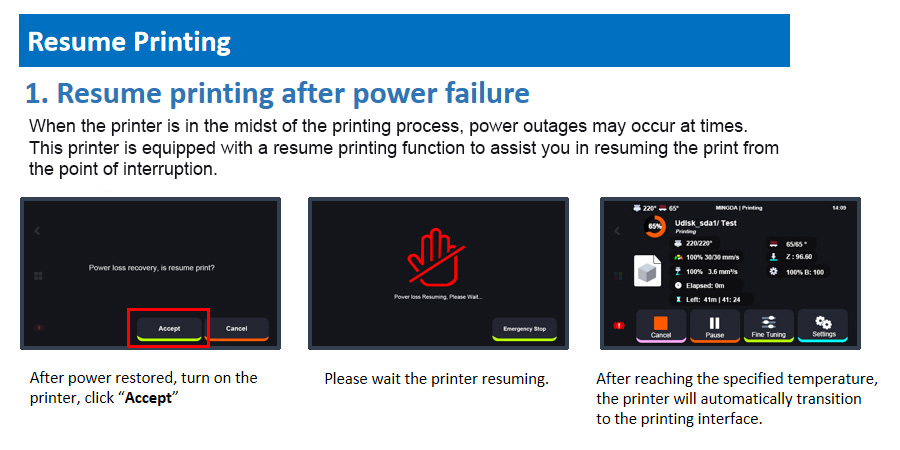 Resume Printing
1. Resume printing after power failure
When the printer is in the midst of the printing process, power outages may occur at times.
This printer is equipped with a resume printing function to assist you in resuming the print from
the point of interruption.
Power loss recovery, is resume print?
Accept
Cancel
After power restored, turn on the
printer, click “Accept”
Power loss Resuming, Please Wait...
Emergency Stop
Please wait the printer resuming.
220° 65° MINGDA | Printing 14:09
65%
Udisk_sda1/ Test
Printing
220/220° 65/65 °
100% 30/30 mm/s Z : 96.60
100% 3.6 mm³/s 100% B: 100
Elapsed: 0m
Left: 41m | 41: 24
Cancel
Pause
Fine Tuning
Settings
After reaching the specified temperature,
the printer will automatically transition
to the printing interface.